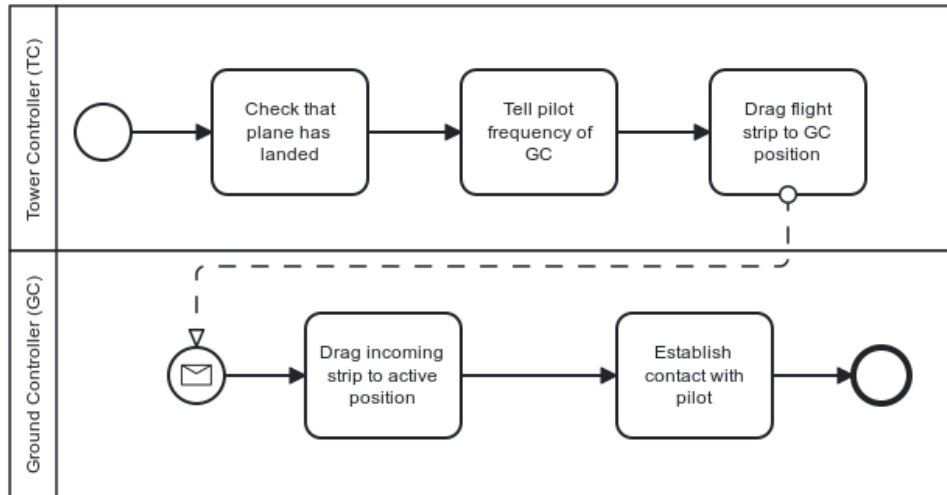 Tower Controller (TC)
Check that
plane has
landed
Tell pilot
frequency of
GC
Drag flight
strip to GC
position
Ground Controller (GC)
Drag incoming
strip to active
position
Establish
contact with
pilot